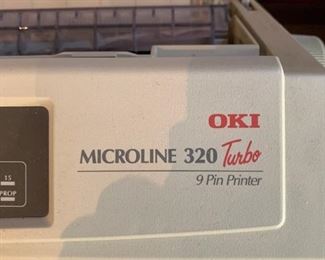 OKI
MICROLINE 320 Turbo
9 Pin Printer
15
PROP